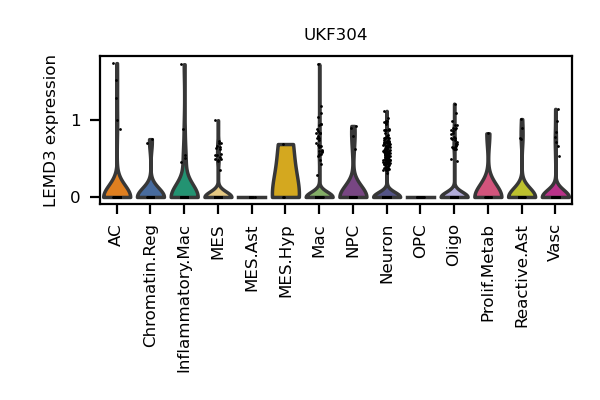 UKF304
LEMD3 expression
1
0
AC
Chromatin.Reg
Inflammatory.Mac
MES
MES.Ast
MES.Hyp
Mac
NPC
Neuron
OPC
Oligo
Prolif.Metab
Reactive.Ast
Vasc